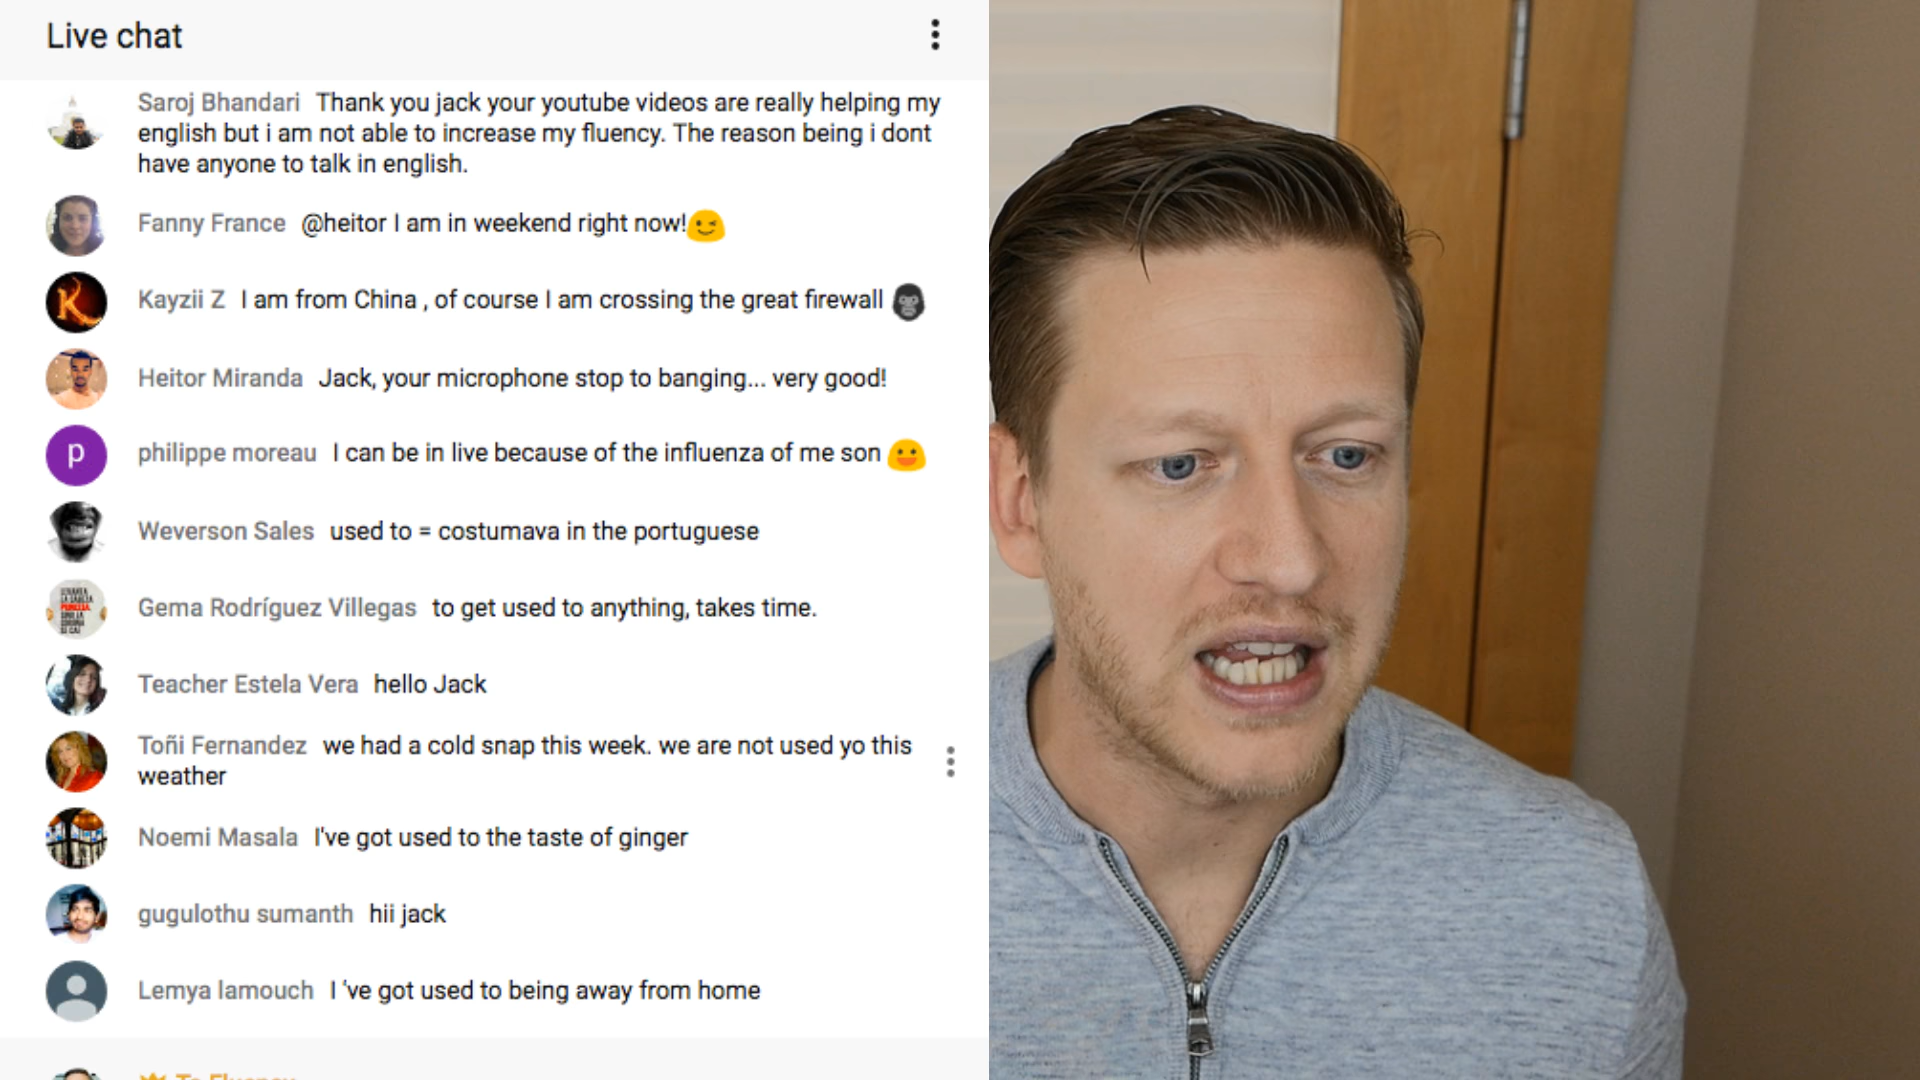 Live chat
Saroj Bhandari Thank you jack your youtube videos are really helping my
english but i am not able to increase my fluency. The reason being i dont
have anyone to talk in english.
Fanny France @heitor I am in weekend right now!
Kayzii Z I am from China , of course I am crossing the great firewall
K
Heitor Miranda Jack, your microphone stop to banging... very good!
p
philippe moreau I can be in live because of the influenza of me son
Weverson Sales used to = costumava in the portuguese
Gema Rodríguez Villegas to get used to anything, takes time.
Teacher Estela Vera hello Jack
Toñi Fernandez we had a cold snap this week. we are not used yo this
weather
Noemi Masala I've got used to the taste of ginger
gugulothu sumanth hii jack
Lemya lamouch I 've got used to being away from home